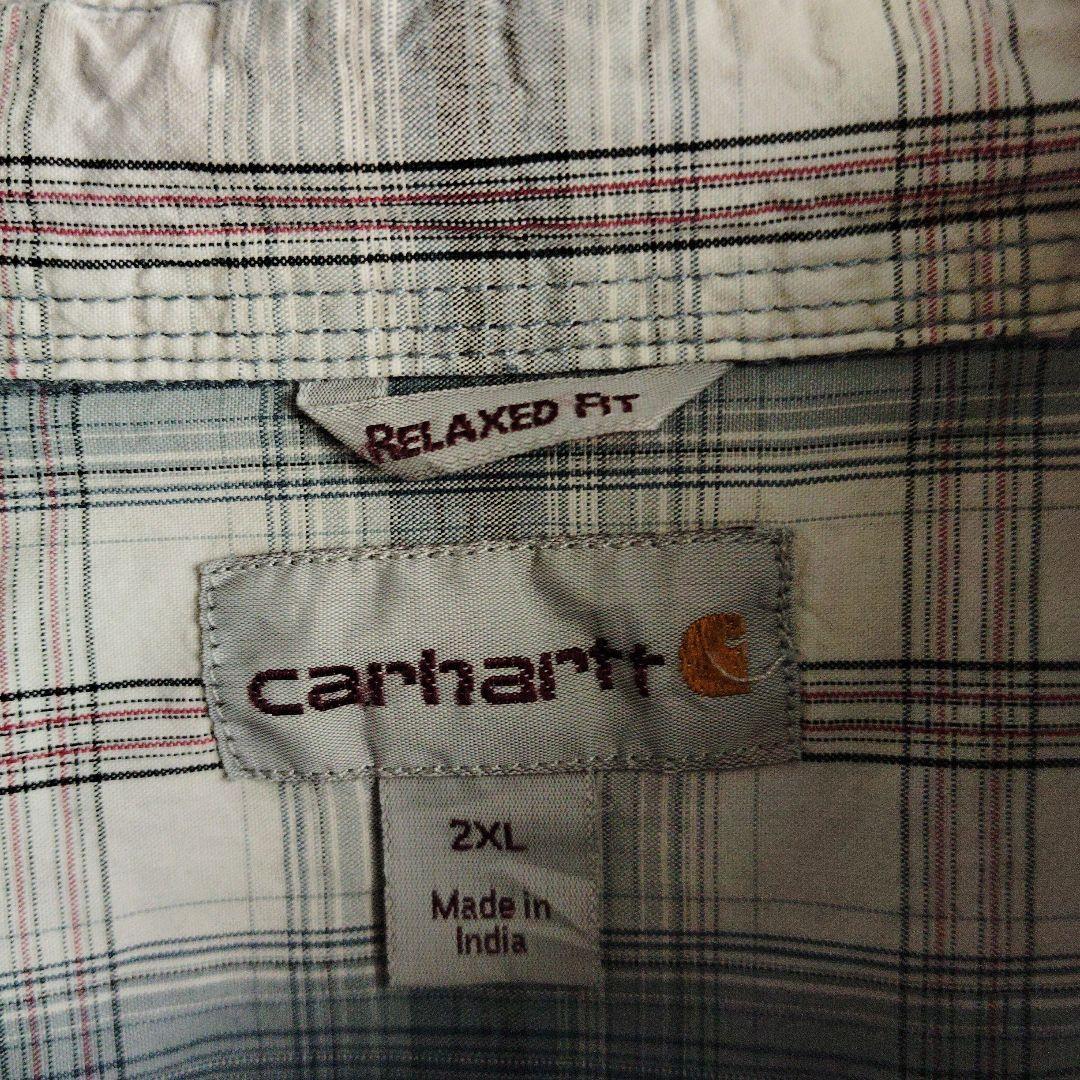 RELAXED FIT
carhartt
2XL
Made in
India